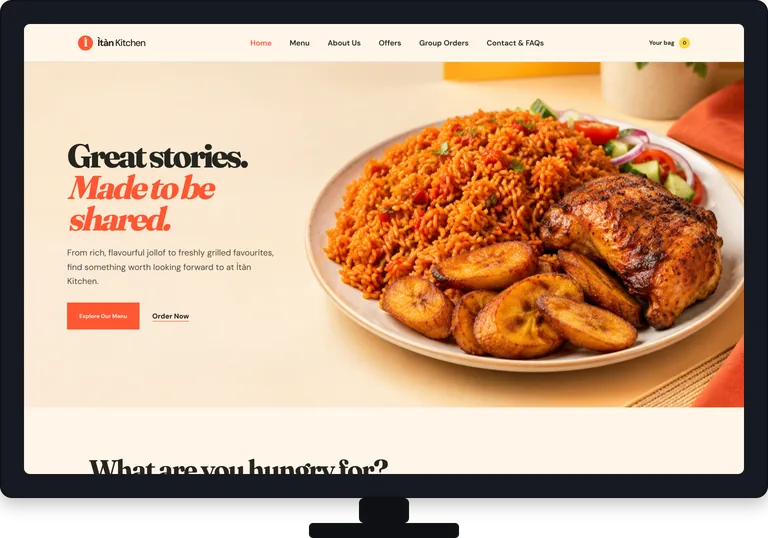 Ì Ìtàn Kitchen
Home Menu About Us Offers Group Orders Contact & FAQs
Your bag 0
Great stories.
Made to be
shared.
From rich, flavourful jollof to freshly grilled favourites,
find something worth looking forward to at Ìtàn
Kitchen.
Explore Our Menu Order Now
What are you hungry for?